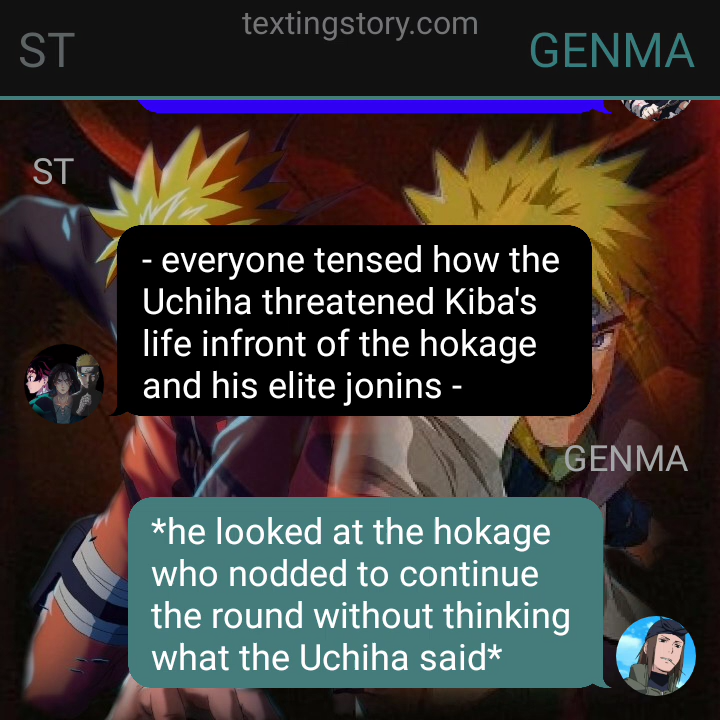 textingstory.com
ST GENMA
ST
- everyone tensed how the
Uchiha threatened Kiba's
life infront of the hokage
and his elite jonins -
GENMA
*he looked at the hokage
who nodded to continue
the round without thinking
what the Uchiha said*